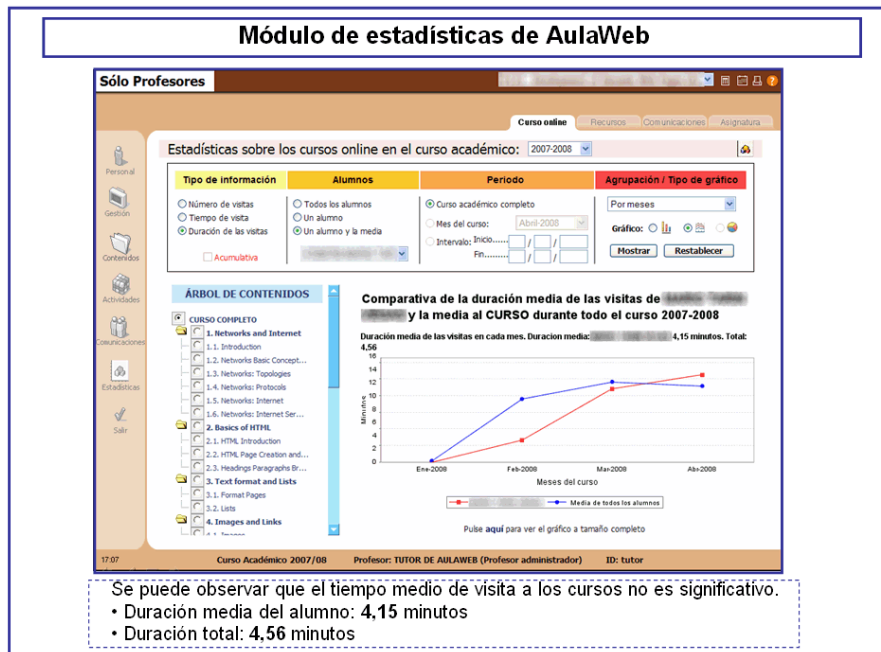 Módulo de estadísticas de AulaWeb
Sólo Profesores
Curso online Recursos Comunicaciones Asignatura
Estadísticas sobre los cursos online en el curso académico: 2007-2008
Personal
Gestión
Contenidos
Actividades
Comunicaciones
Estadísticas
Salir
Tipo de información Alumnos Periodo Agrupación / Tipo de gráfico
Número de visitas Todos los alumnos Curso académico completo Por meses
Tiempo de visita Un alumno Mes del curso: Abril-2008 Gráfico:
Duración de las visitas Un alumno y la media Intervalo: Inicio...... / /
Acumulativa Fin.......... / / Mostrar Restablecer
ÁRBOL DE CONTENIDOS
CURSO COMPLETO
1. Networks and Internet
1.1. Introduction
1.2. Networks Basic Concept...
1.3. Networks: Topologies
1.4. Networks: Protocols
1.5. Networks: Internet
1.6. Networks: Internet Ser...
2. Basics of HTML
2.1. HTML Introduction
2.2. HTML Page Creation and...
2.3. Headings Paragraphs Br...
3. Text format and Lists
3.1. Format Pages
3.2. Lists
4. Images and Links
4.1. Images
Comparativa de la duración media de las visitas de
y la media al CURSO durante todo el curso 2007-2008
Duración media de las visitas en cada mes. Duracion media: 4,15 minutos. Total:
4,56
16
14
12
10
8
6
4
2
0
Minutos
Ene-2008 Feb-2008 Mar-2008 Abr-2008
Meses del curso
Media de todos los alumnos
Pulse aquí para ver el gráfico a tamaño completo
17:07 Curso Académico 2007/08 Profesor: TUTOR DE AULAWEB (Profesor administrador) ID: tutor
Se puede observar que el tiempo medio de visita a los cursos no es significativo.
• Duración media del alumno: 4,15 minutos
• Duración total: 4,56 minutos